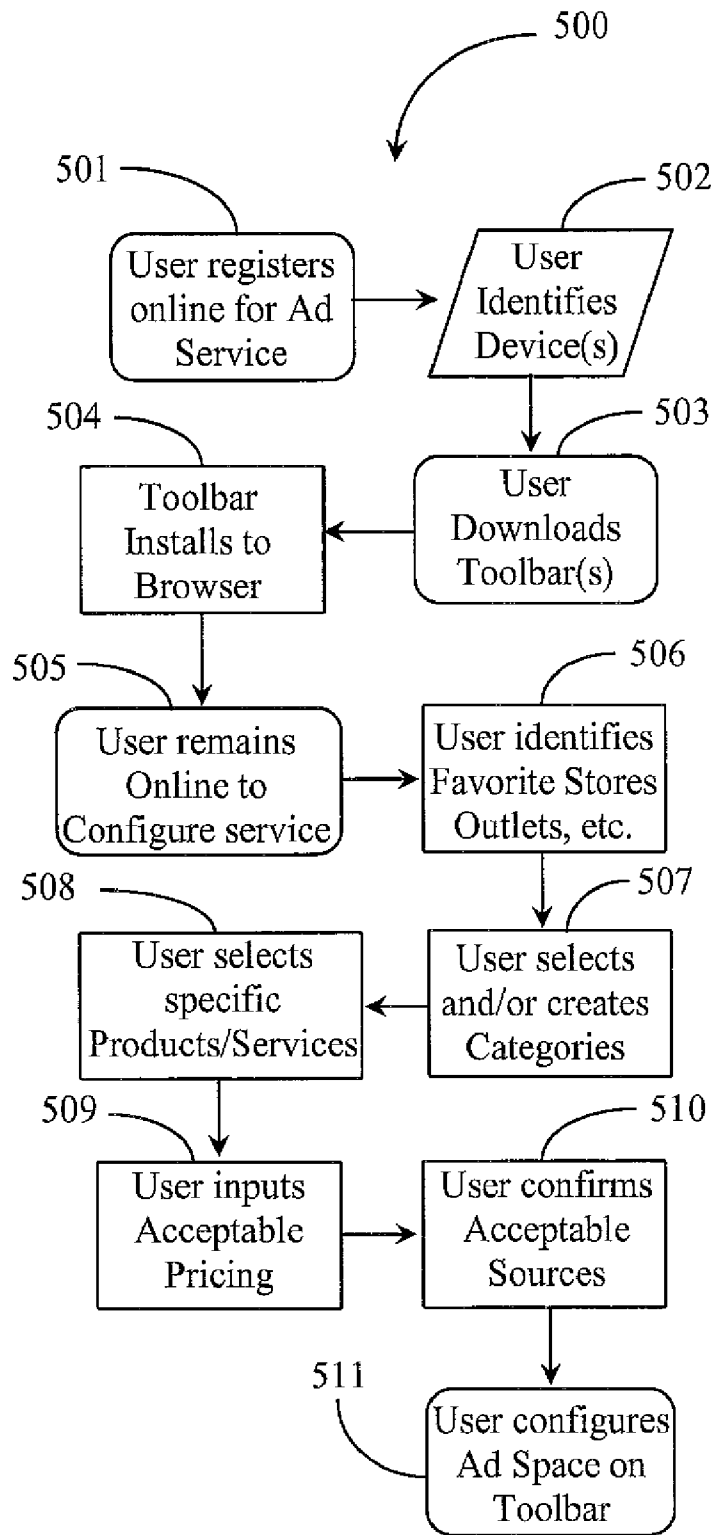 500
501
User registers
online for Ad
Service
502
User
Identifies
Device(s)
503
User
Downloads
Toolbar(s)
504
Toolbar
Installs to
Browser
505
User remains
Online to
Configure service
506
User identifies
Favorite Stores
Outlets, etc.
507
User selects
and/or creates
Categories
508
User selects
specific
Products/Services
509
User inputs
Acceptable
Pricing
510
User confirms
Acceptable
Sources
511
User configures
Ad Space on
Toolbar